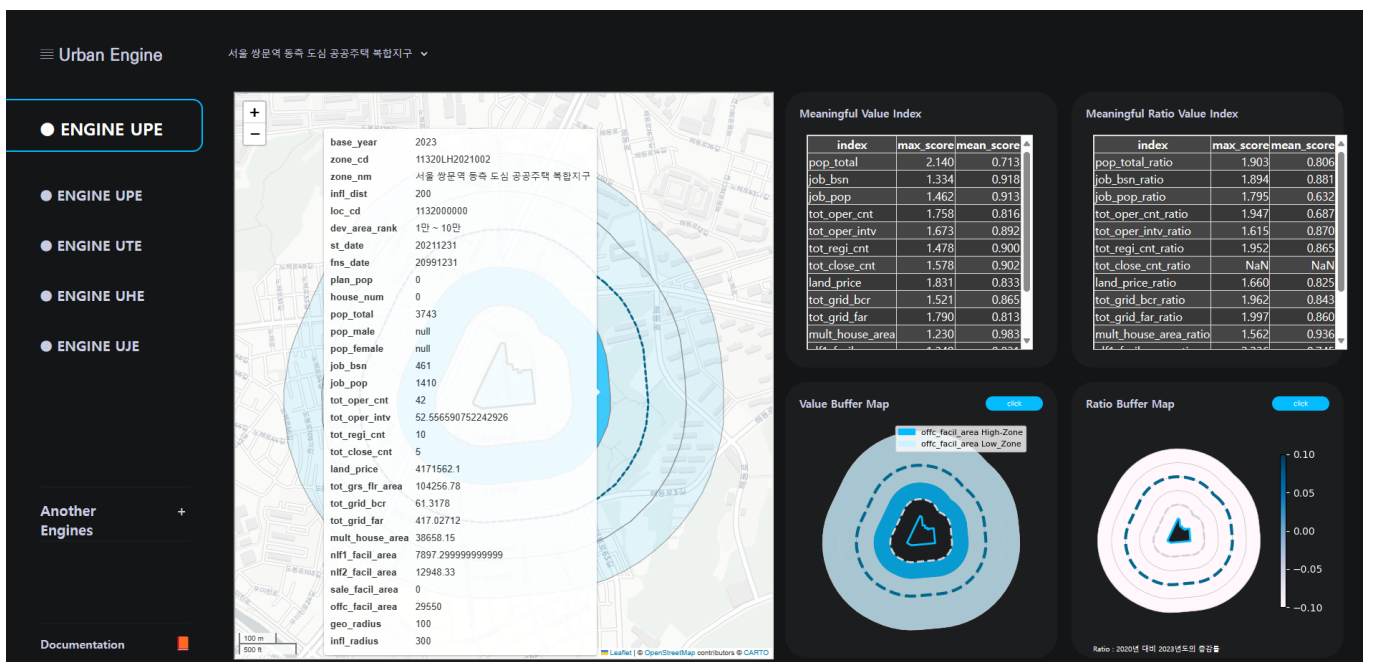 Urban Engine
서울 쌍문역 동측 도심 공공주택 복합지구
ENGINE UPE
ENGINE UPE
ENGINE UTE
ENGINE UHE
ENGINE UJE
Another
Engines
+
Documentation
+
−
base_year 2023
zone_cd 11320LH2021002
zone_nm 서울 쌍문역 동측 도심 공공주택 복합지구
infl_dist 200
loc_cd 1132000000
dev_area_rank 1만 ~ 10만
st_date 20211231
fns_date 20991231
plan_pop 0
house_num 0
pop_total 3743
pop_male null
pop_female null
job_bsn 461
job_pop 1410
tot_oper_cnt 42
tot_oper_intv 52.556590752242926
tot_regi_cnt 10
tot_close_cnt 5
land_price 4171562.1
tot_grs_flr_area 104256.78
tot_grid_bcr 61.3178
tot_grid_far 417.02712
mult_house_area 38658.15
nlf1_facil_area 7897.299999999999
nlf2_facil_area 12948.33
sale_facil_area 0
offc_facil_area 29550
geo_radius 100
infl_radius 300
100 m
500 ft
Leaflet | © OpenStreetMap contributors © CARTO
Meaningful Value Index
index max_score mean_score
pop_total 2.140 0.713
job_bsn 1.334 0.918
job_pop 1.462 0.913
tot_oper_cnt 1.758 0.816
tot_oper_intv 1.673 0.892
tot_regi_cnt 1.478 0.900
tot_close_cnt 1.578 0.902
land_price 1.831 0.833
tot_grid_bcr 1.521 0.865
tot_grid_far 1.790 0.813
mult_house_area 1.230 0.983
Meaningful Ratio Value Index
index max_score mean_score
pop_total_ratio 1.903 0.806
job_bsn_ratio 1.894 0.881
job_pop_ratio 1.795 0.632
tot_oper_cnt_ratio 1.947 0.687
tot_oper_intv_ratio 1.615 0.870
tot_regi_cnt_ratio 1.952 0.865
tot_close_cnt_ratio NaN NaN
land_price_ratio 1.660 0.825
tot_grid_bcr_ratio 1.962 0.843
tot_grid_far_ratio 1.997 0.860
mult_house_area_ratio 1.562 0.936
Value Buffer Map
click
offc_facil_area High-Zone
offc_facil_area Low_Zone
Ratio Buffer Map
click
0.10
0.05
0.00
−0.05
−0.10
Ratio : 2020년 대비 2023년도의 증감률